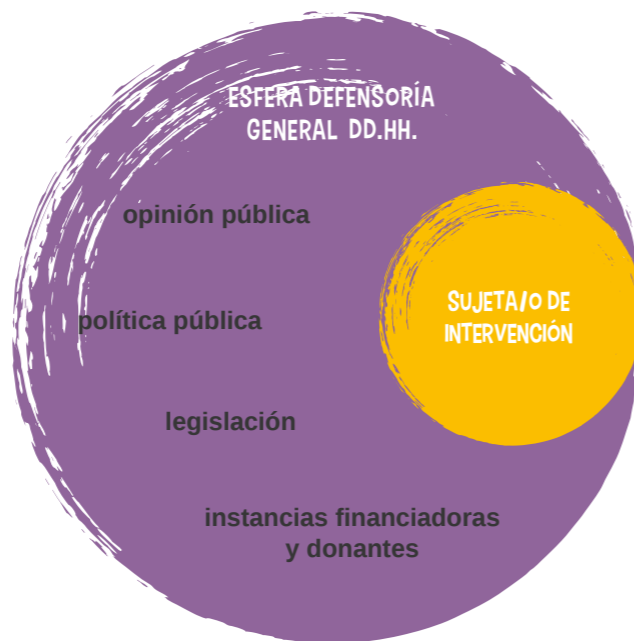 ESFERA DEFENSORÍA
GENERAL DD.HH.
opinión pública
SUJETA/O DE
INTERVENCIÓN
política pública
legislación
instancias financiadoras
y donantes